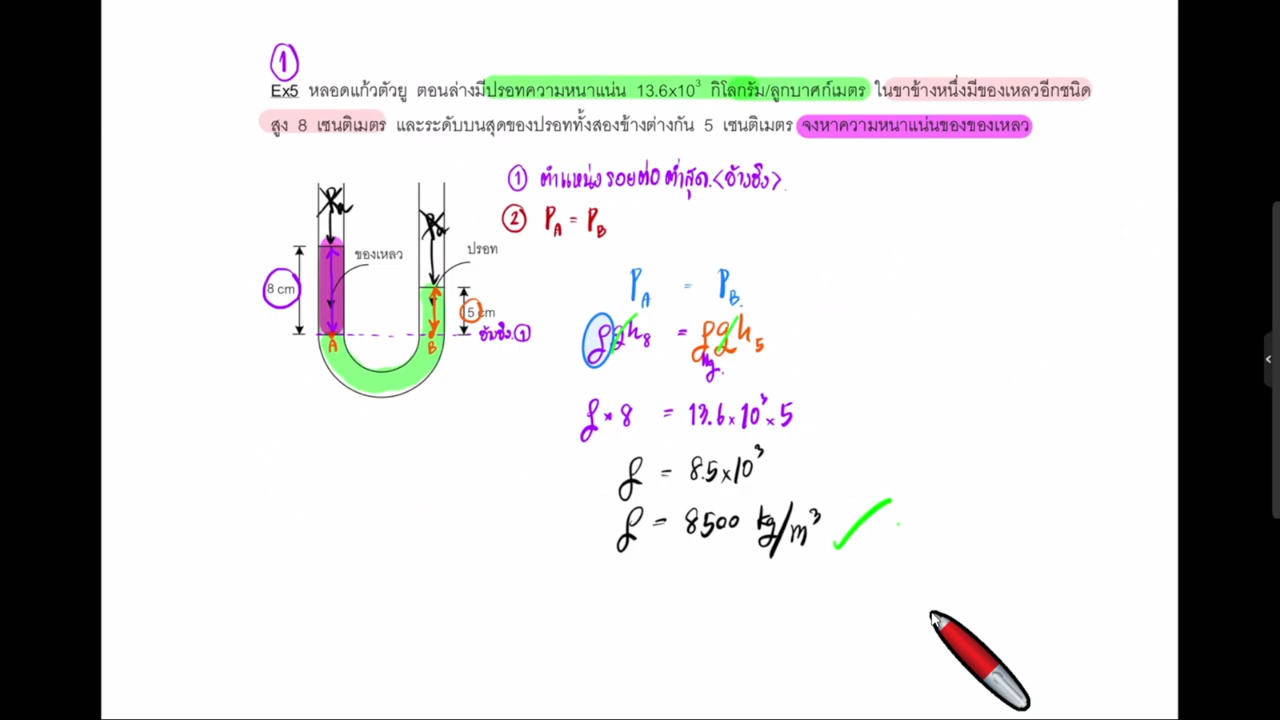 1
Ex5 หลอดแก้วตัวยู ตอนล่างมีปรอทความหนาแน่น 13.6x10³ กิโลกรัม/ลูกบาศก์เมตร ในขาข้างหนึ่งมีของเหลวอีกชนิด
สูง 8 เซนติเมตร และระดับบนสุดของปรอททั้งสองข้างต่างกัน 5 เซนติเมตร จงหาความหนาแน่นของของเหลว
① ตำแหน่งรอยต่อต่ำสุด.<อ้างอิง>
② P_A = P_B
Pa
Pa
ของเหลว
ปรอท
8 cm
5 cm
A
B
อ้างอิง.①
P_A = P_B.
ρgh₈ = ρgh₅
Hg.
ρ × 8 = 13.6 × 10³ × 5
ρ = 8.5 × 10³
ρ = 8500 kg/m³